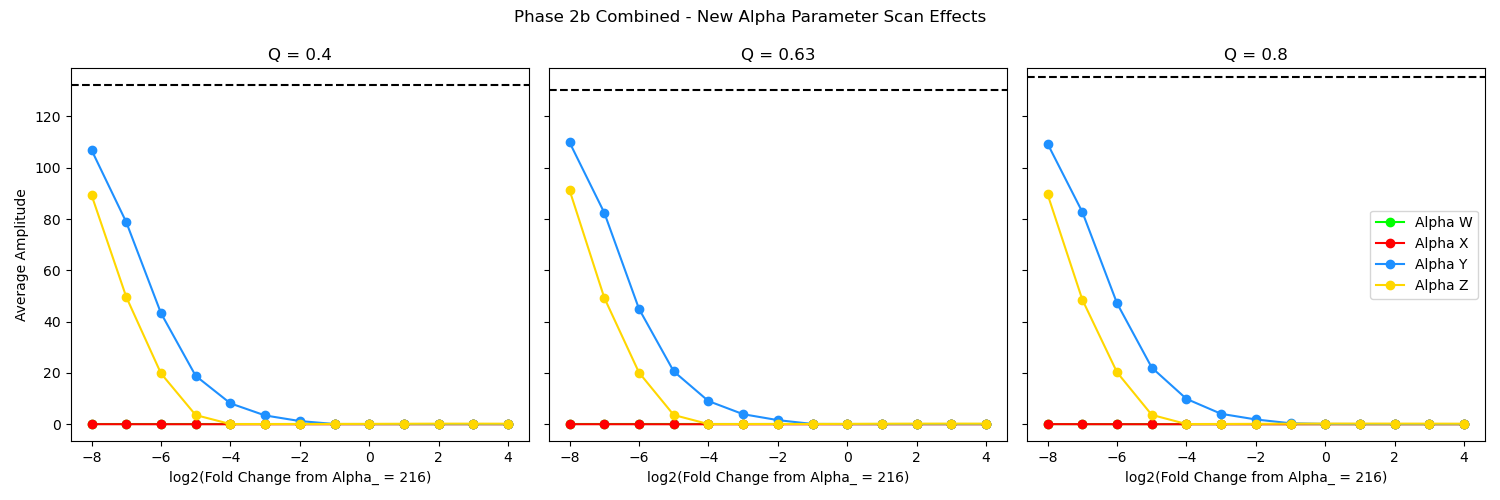 Phase 2b Combined - New Alpha Parameter Scan Effects
Q = 0.4
Q = 0.63
Q = 0.8
Average Amplitude
120
100
80
60
40
20
0
−8 −6 −4 −2 0 2 4
−8 −6 −4 −2 0 2 4
−8 −6 −4 −2 0 2 4
log2(Fold Change from Alpha_ = 216)
log2(Fold Change from Alpha_ = 216)
log2(Fold Change from Alpha_ = 216)
Alpha W
Alpha X
Alpha Y
Alpha Z